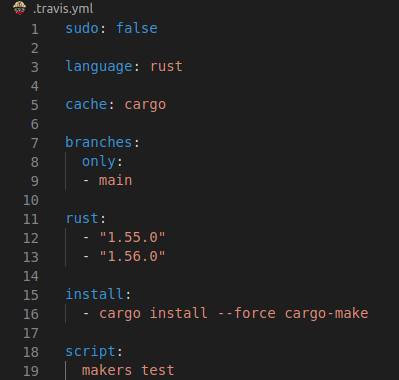 .travis.yml
1 sudo: false
2
3 language: rust
4
5 cache: cargo
6
7 branches:
8   only:
9   - main
10
11 rust:
12   - "1.55.0"
13   - "1.56.0"
14
15 install:
16   - cargo install --force cargo-make
17
18 script:
19   makers test